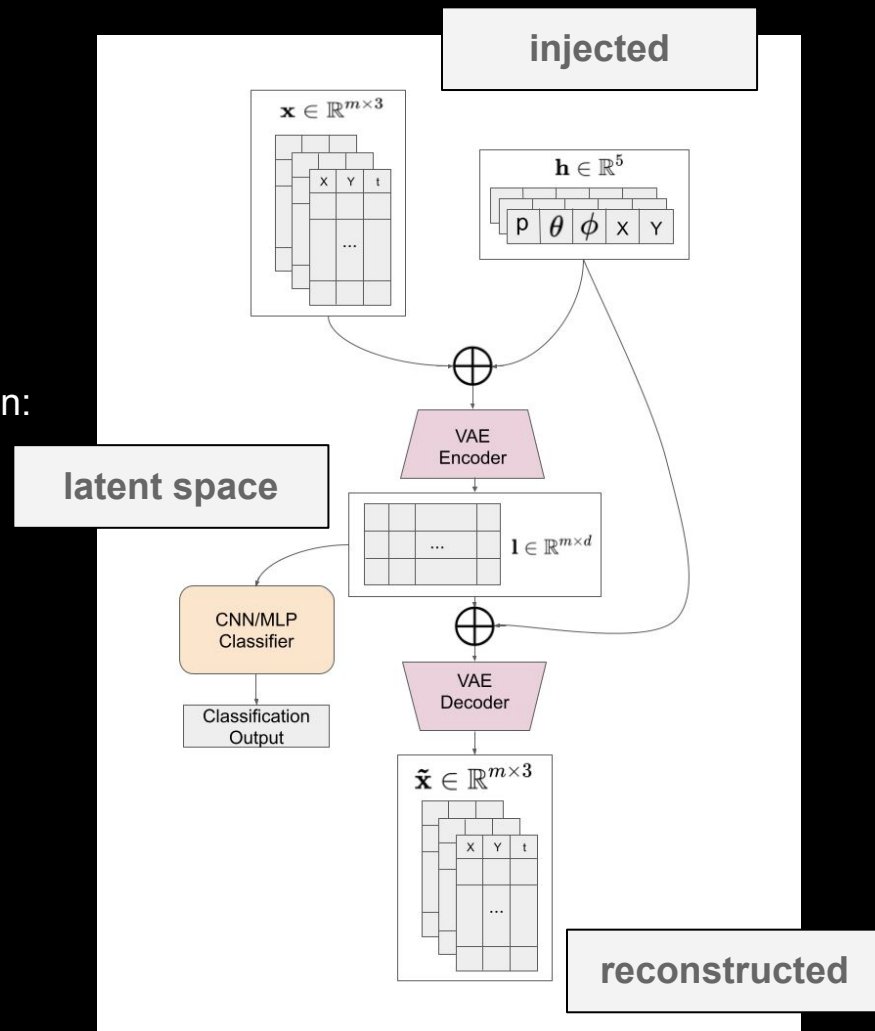 injected
𝐱 ∈ ℝ^{m×3}
X Y t
...
𝐡 ∈ ℝ^5
p θ ϕ X Y
⊕
n:
VAE
Encoder
latent space
...
𝐥 ∈ ℝ^{m×d}
CNN/MLP
Classifier
⊕
VAE
Decoder
Classification
Output
𝐱̃ ∈ ℝ^{m×3}
X Y t
...
reconstructed